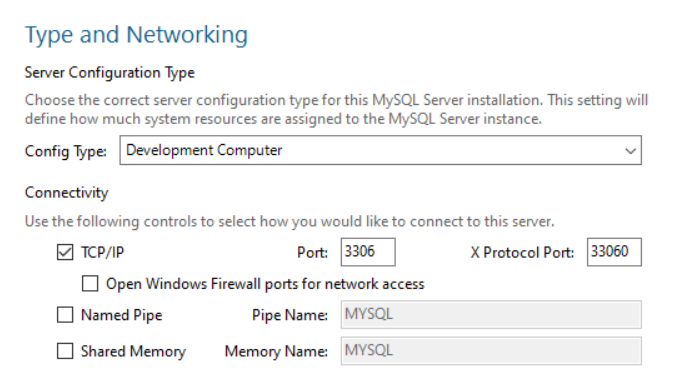 Type and Networking
Server Configuration Type
Choose the correct server configuration type for this MySQL Server installation. This setting will
define how much system resources are assigned to the MySQL Server instance.
Config Type: Development Computer
Connectivity
Use the following controls to select how you would like to connect to this server.
TCP/IP Port: 3306 X Protocol Port: 33060
Open Windows Firewall ports for network access
Named Pipe Pipe Name: MYSQL
Shared Memory Memory Name: MYSQL